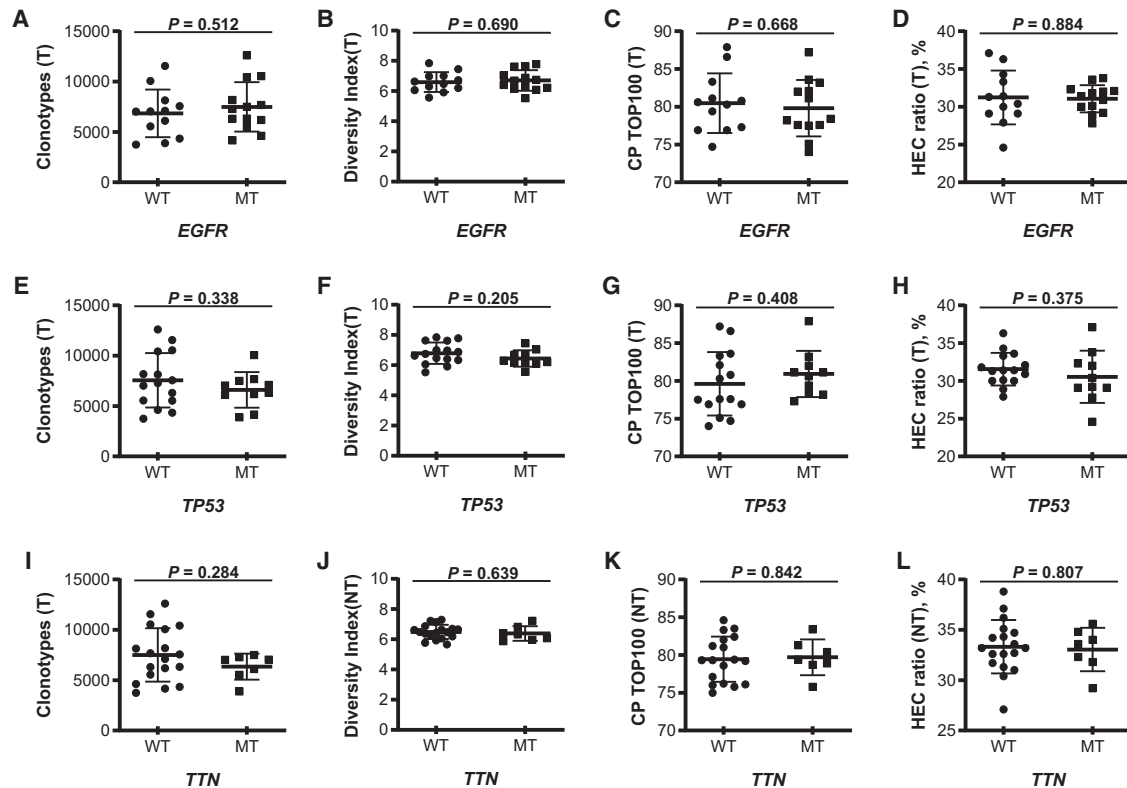 A
P = 0.512
Clonotypes (T)
15000
10000
5000
0
WT MT
EGFR
B
P = 0.690
Diversity Index(T)
10
8
6
4
2
0
WT MT
EGFR
C
P = 0.668
CP TOP100 (T)
90
85
80
75
70
WT MT
EGFR
D
P = 0.884
HEC ratio (T), %
40
35
30
25
20
WT MT
EGFR
E
P = 0.338
Clonotypes (T)
15000
10000
5000
0
WT MT
TP53
F
P = 0.205
Diversity Index(T)
10
8
6
4
2
0
WT MT
TP53
G
P = 0.408
CP TOP100 (T)
90
85
80
75
70
WT MT
TP53
H
P = 0.375
HEC ratio (T), %
40
35
30
25
20
WT MT
TP53
I
P = 0.284
Clonotypes (T)
15000
10000
5000
0
WT MT
TTN
J
P = 0.639
Diversity Index(NT)
10
8
6
4
2
0
WT MT
TTN
K
P = 0.842
CP TOP100 (NT)
90
85
80
75
70
WT MT
TTN
L
P = 0.807
HEC ratio (NT), %
40
35
30
25
WT MT
TTN